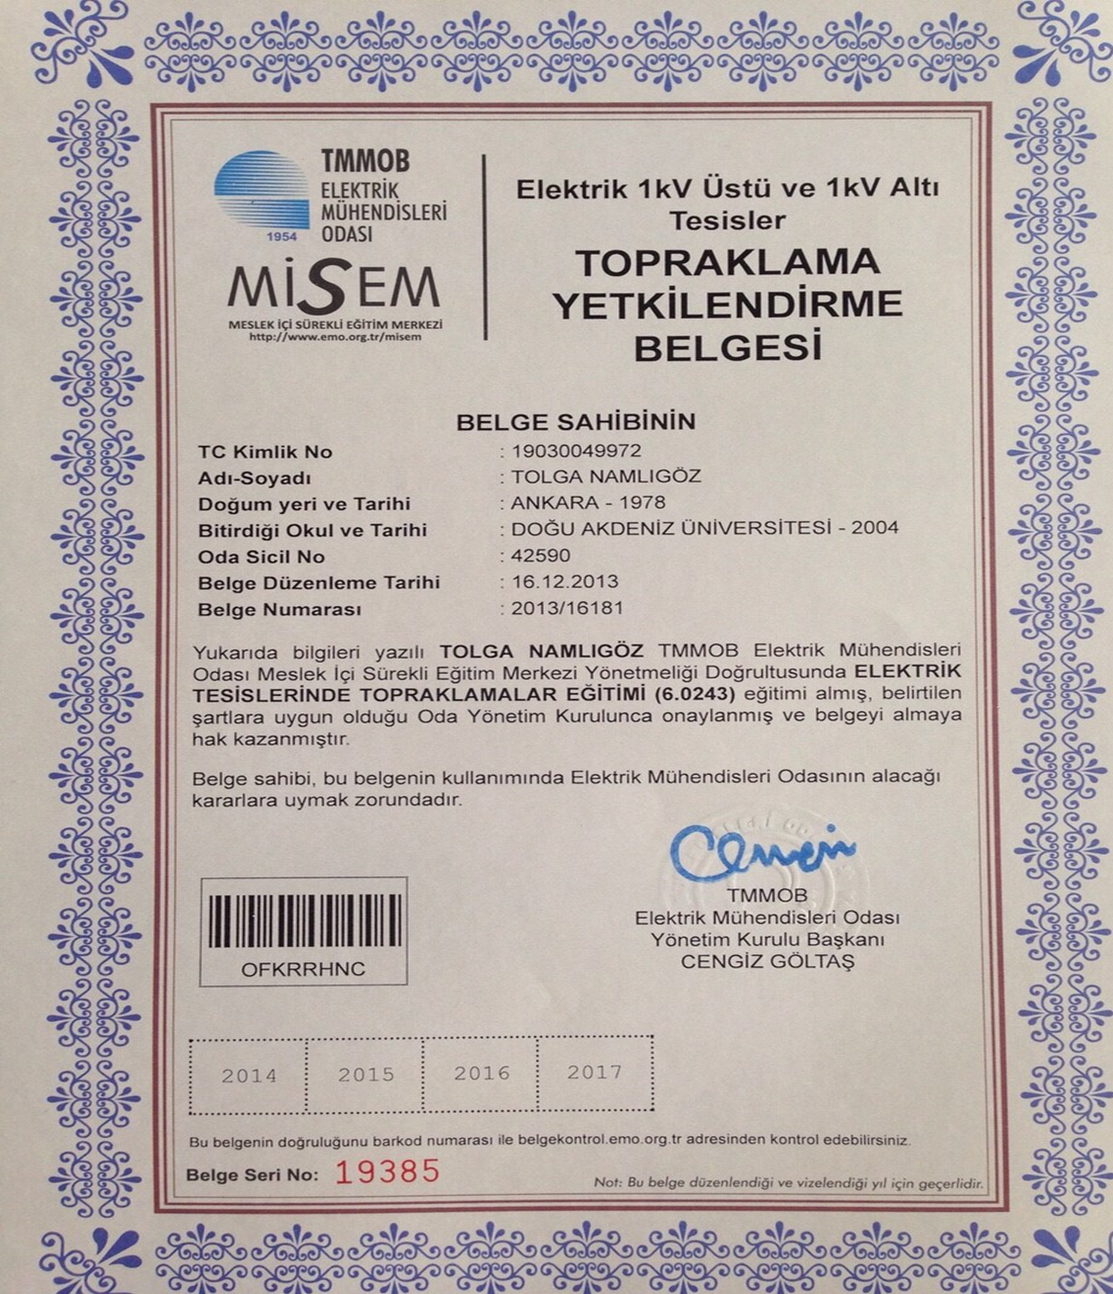 TMMOB
ELEKTRİK
MÜHENDİSLERİ
ODASI
1954
MİSEM
MESLEK İÇİ SÜREKLİ EĞİTİM MERKEZİ
http://www.emo.org.tr/misem
Elektrik 1kV Üstü ve 1kV Altı
Tesisler
TOPRAKLAMA
YETKİLENDİRME
BELGESİ
BELGE SAHİBİNİN
TC Kimlik No : 19030049972
Adı-Soyadı : TOLGA NAMLIGÖZ
Doğum yeri ve Tarihi : ANKARA - 1978
Bitirdiği Okul ve Tarihi : DOĞU AKDENİZ ÜNİVERSİTESİ - 2004
Oda Sicil No : 42590
Belge Düzenleme Tarihi : 16.12.2013
Belge Numarası : 2013/16181
Yukarıda bilgileri yazılı TOLGA NAMLIGÖZ TMMOB Elektrik Mühendisleri
Odası Meslek İçi Sürekli Eğitim Merkezi Yönetmeliği Doğrultusunda ELEKTRİK
TESİSLERİNDE TOPRAKLAMALAR EĞİTİMİ (6.0243) eğitimi almış, belirtilen
şartlara uygun olduğu Oda Yönetim Kurulunca onaylanmış ve belgeyi almaya
hak kazanmıştır.
Belge sahibi, bu belgenin kullanımında Elektrik Mühendisleri Odasının alacağı
kararlara uymak zorundadır.
TMMOB
Elektrik Mühendisleri Odası
Yönetim Kurulu Başkanı
CENGİZ GÖLTAŞ
OFKRRHNC
2014 2015 2016 2017
Bu belgenin doğruluğunu barkod numarası ile belgekontrol.emo.org.tr adresinden kontrol edebilirsiniz.
Belge Seri No: 19385
Not: Bu belge düzenlendiği ve vizelendiği yıl için geçerlidir.